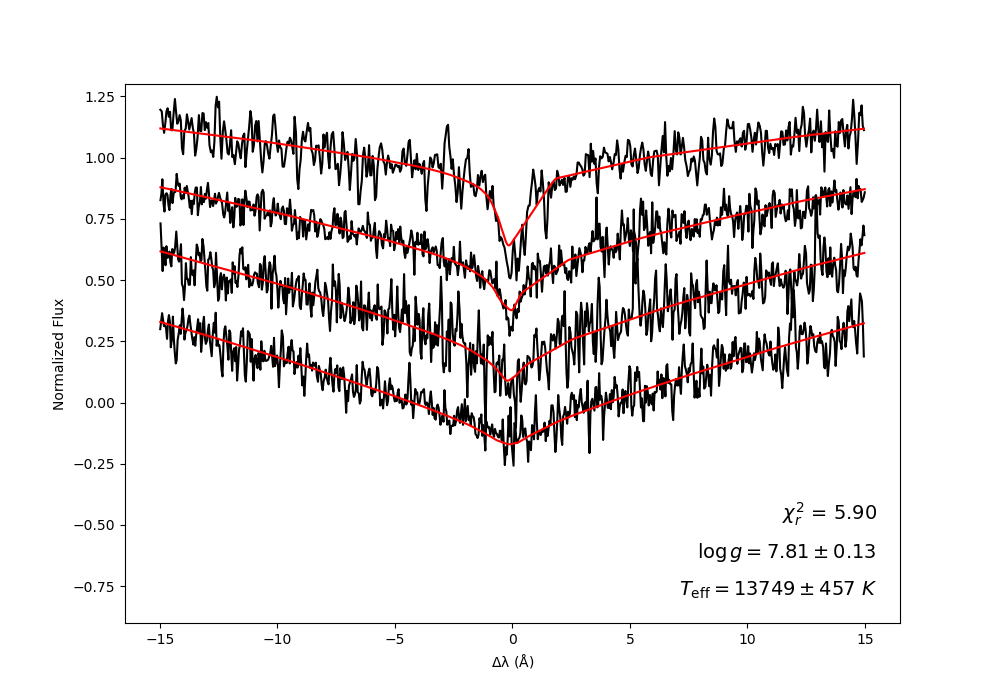 1.25
1.00
0.75
0.50
0.25
0.00
−0.25
−0.50
−0.75
Normalized Flux
χ²ᵣ = 5.90
log g = 7.81 ± 0.13
T_eff = 13749 ± 457 K
−15 −10 −5 0 5 10 15
Δλ (Å)